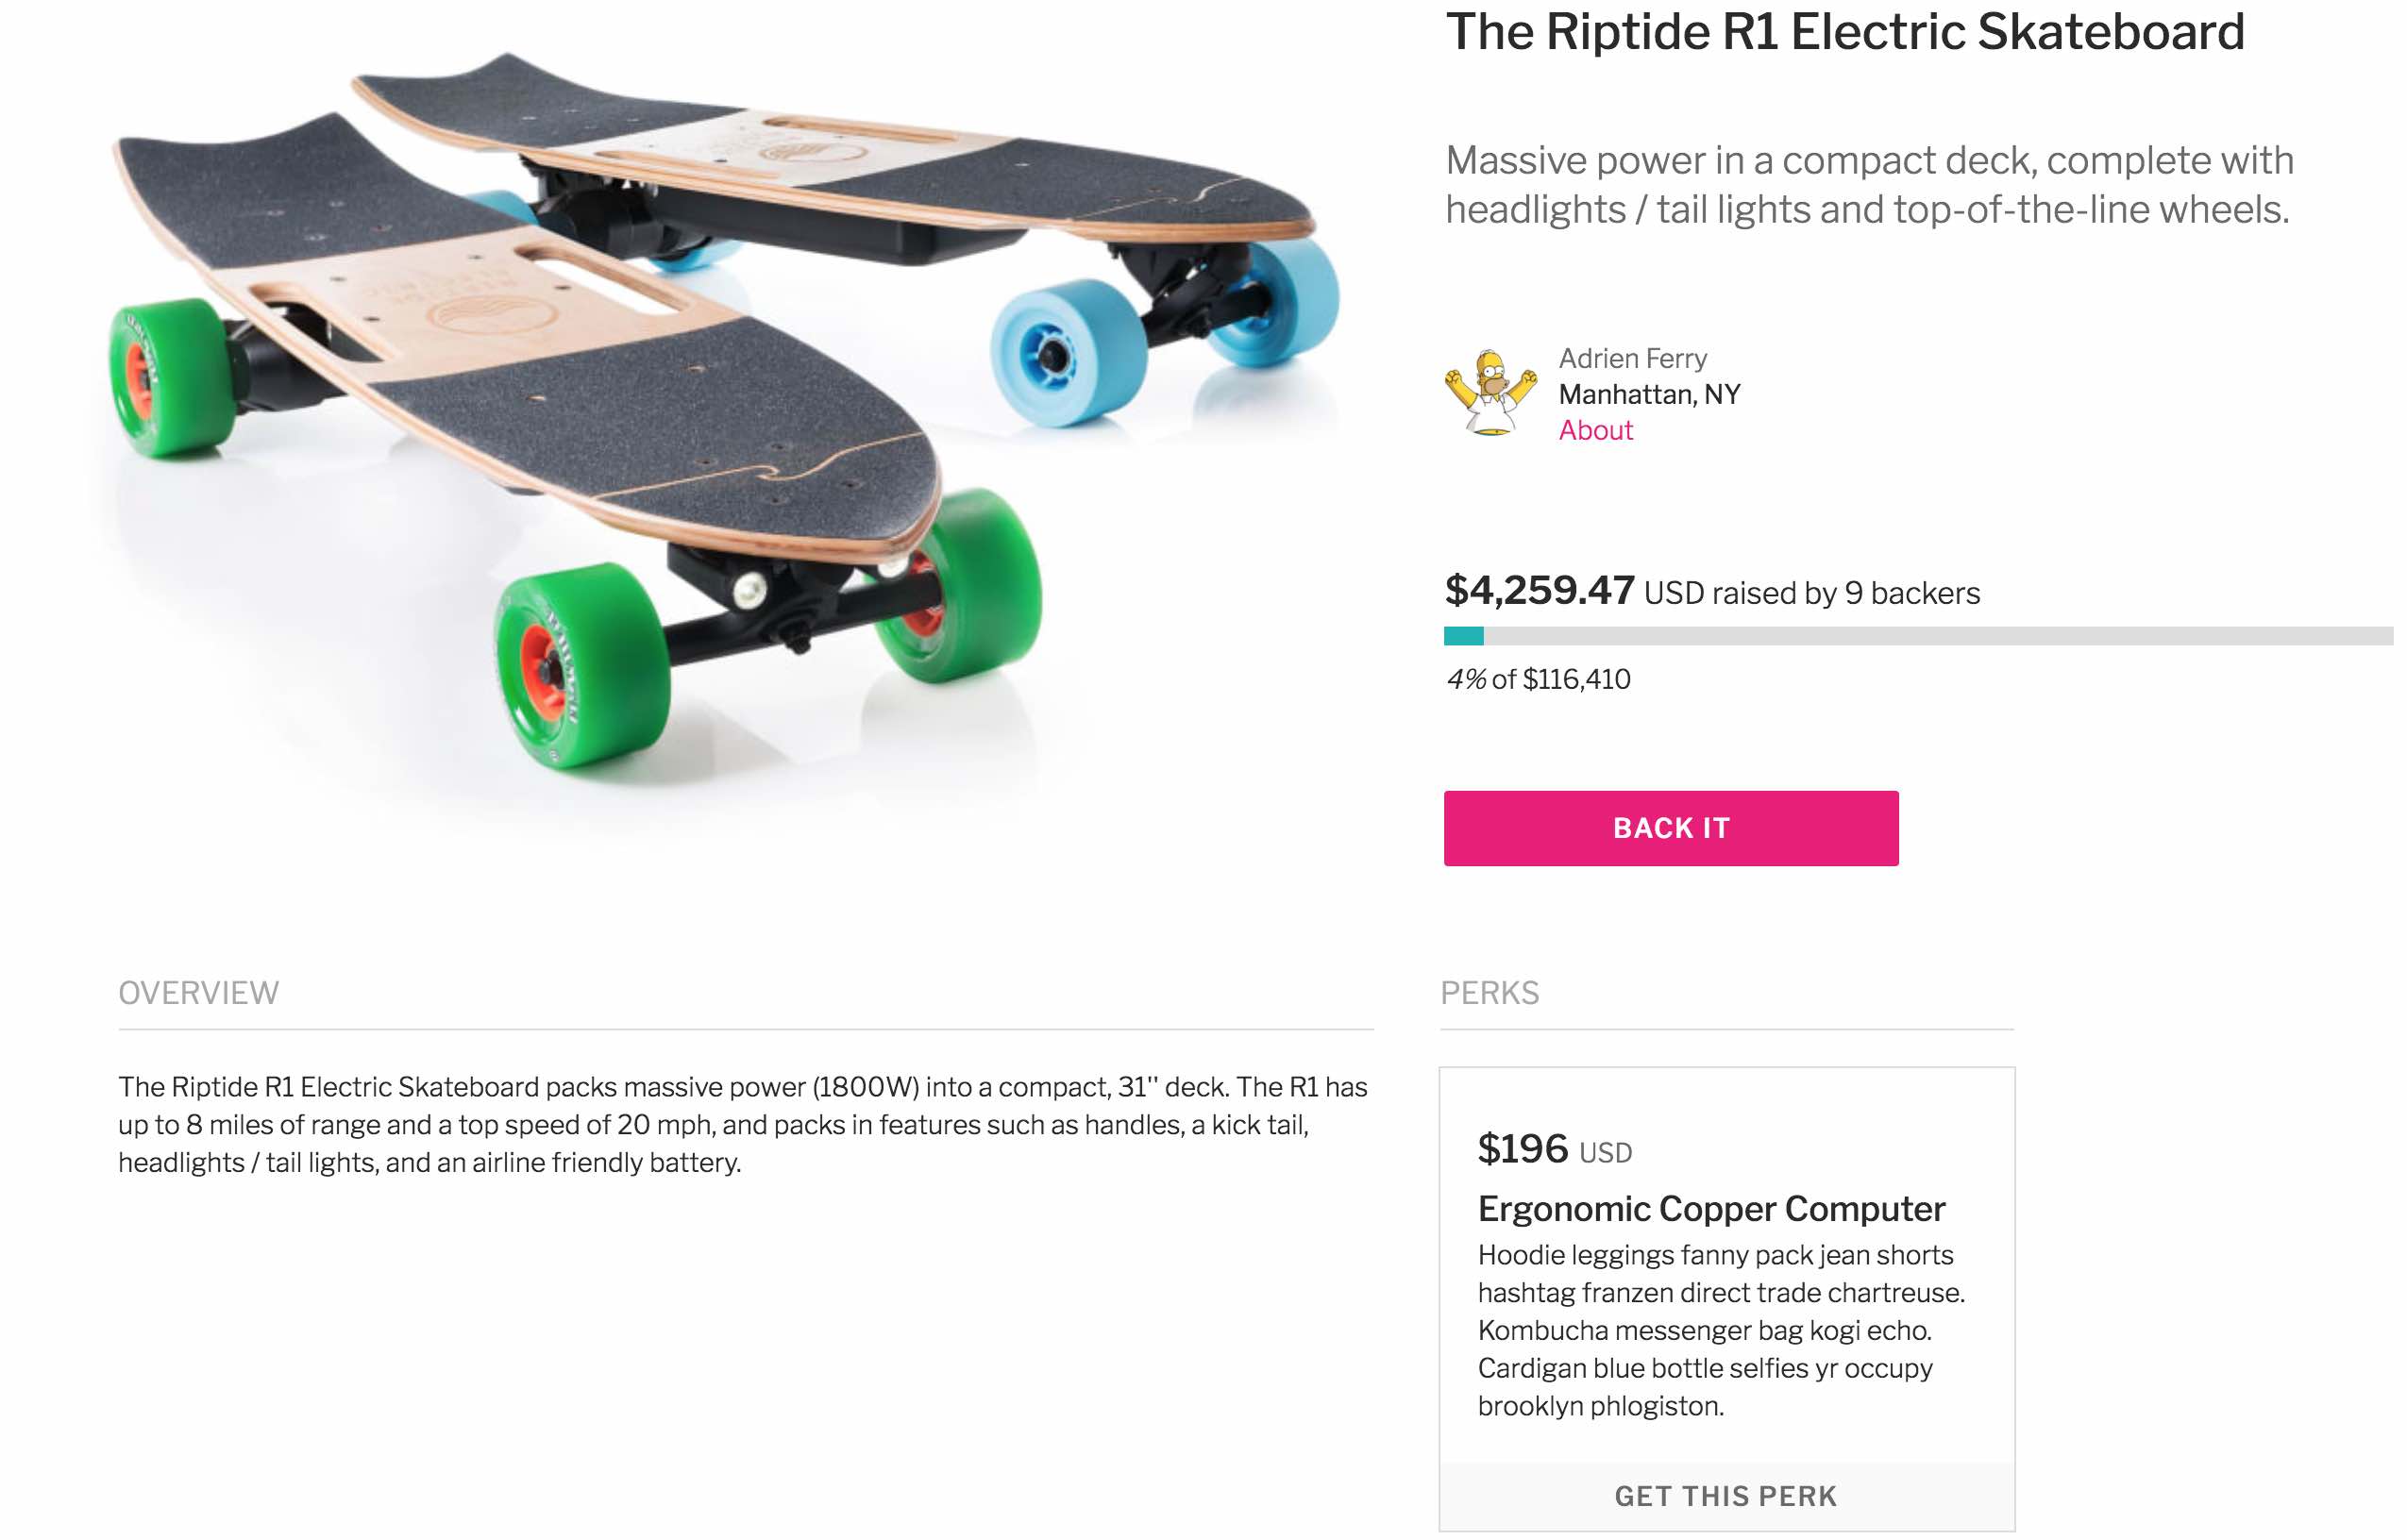 The Riptide R1 Electric Skateboard
Massive power in a compact deck, complete with
headlights / tail lights and top-of-the-line wheels.
Adrien Ferry
Manhattan, NY
About
$4,259.47 USD raised by 9 backers
4% of $116,410
BACK IT
OVERVIEW
The Riptide R1 Electric Skateboard packs massive power (1800W) into a compact, 31'' deck. The R1 has
up to 8 miles of range and a top speed of 20 mph, and packs in features such as handles, a kick tail,
headlights / tail lights, and an airline friendly battery.
PERKS
$196 USD
Ergonomic Copper Computer
Hoodie leggings fanny pack jean shorts
hashtag franzen direct trade chartreuse.
Kombucha messenger bag kogi echo.
Cardigan blue bottle selfies yr occupy
brooklyn phlogiston.
GET THIS PERK